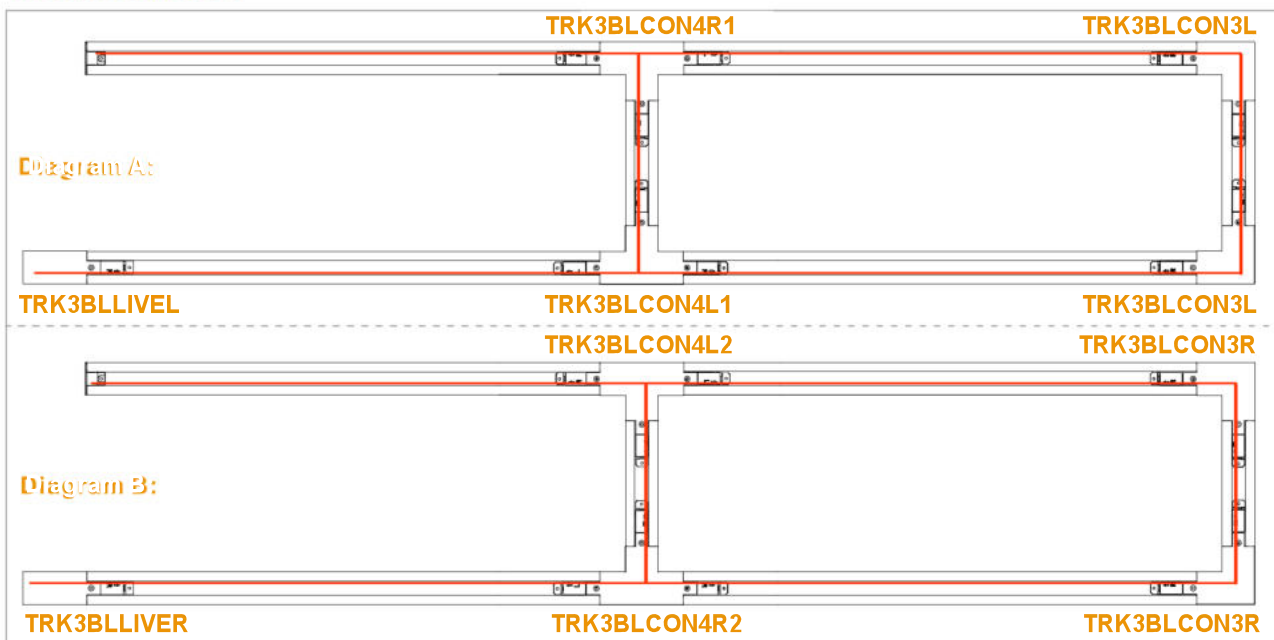 TRK3BLCON4R1 TRK3BLCON3L
Diagram A:
TRK3BLLIVEL TRK3BLCON4L1 TRK3BLCON3L
TRK3BLCON4L2 TRK3BLCON3R
Diagram B:
TRK3BLLIVER TRK3BLCON4R2 TRK3BLCON3R